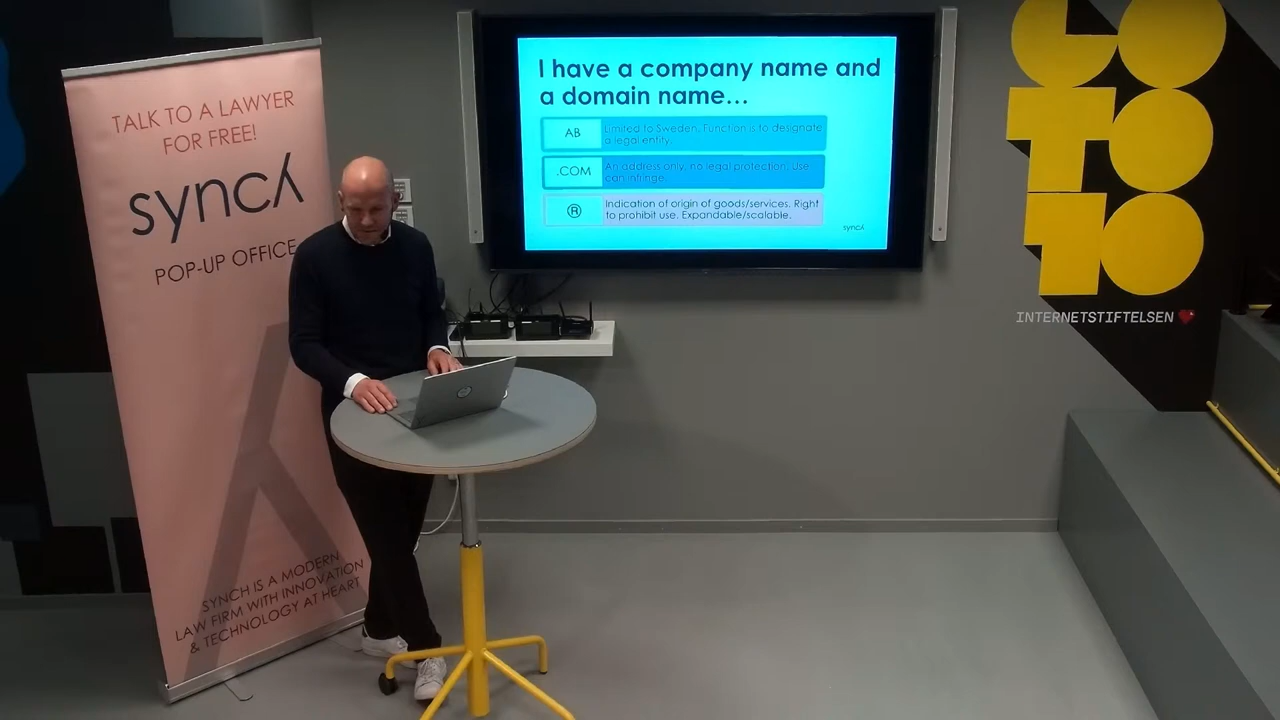 TALK TO A LAWYER
FOR FREE!
synch
POP-UP OFFICE
SYNCH IS A MODERN
LAW FIRM WITH INNOVATION
& TECHNOLOGY AT HEART
I have a company name and
a domain name...
AB
Limited to Sweden. Function is to designate
a legal entity.
.COM
An address only, no legal protection. Use
can infringe.
®
Indication of origin of goods/services. Right
to prohibit use. Expandable/scalable.
synch
INTERNETSTIFTELSEN